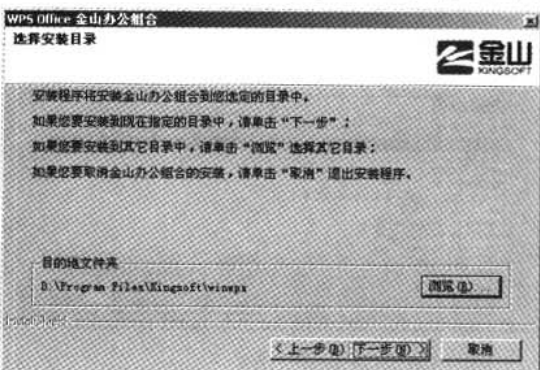 WPS Office 金山办公组合
选择安装目录
金山
KINGSOFT
安装程序将安装金山办公组合到您选定的目录中。
如果您要安装到现在指定的目录中，请单击“下一步”；
如果您要安装到其它目录中，请单击“浏览”选择其它目录；
如果您要取消金山办公组合的安装，请单击“取消”退出安装程序。
目的地文件夹
D:\Program Files\Kingsoft\winwps
浏览(R)...
InstallShield
< 上一步(B)
下一步(N) >
取消